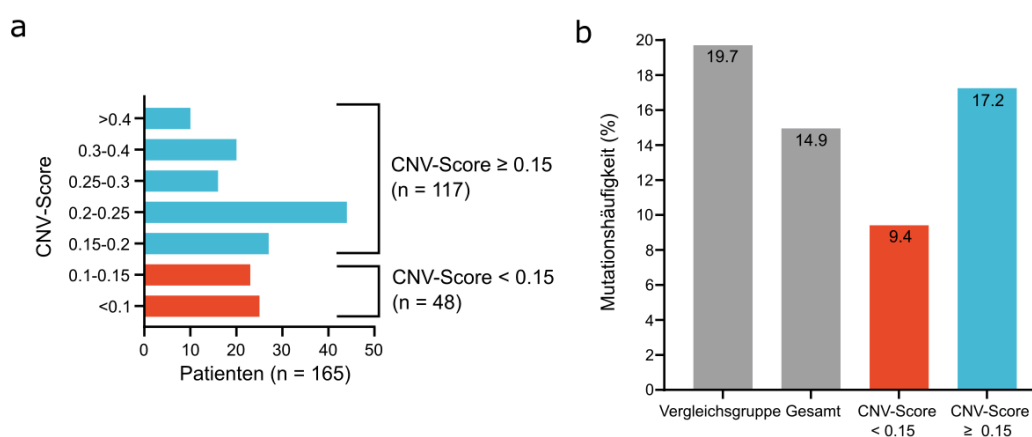 a
CNV-Score
>0.4
0.3-0.4
0.25-0.3
0.2-0.25
0.15-0.2
0.1-0.15
<0.1
0 10 20 30 40 50
Patienten (n = 165)
CNV-Score ≥ 0.15
(n = 117)
CNV-Score < 0.15
(n = 48)
b
Mutationshäufigkeit (%)
20
18
16
14
12
10
8
6
4
2
0
19.7
14.9
9.4
17.2
Vergleichsgruppe
Gesamt
CNV-Score
< 0.15
CNV-Score
≥ 0.15